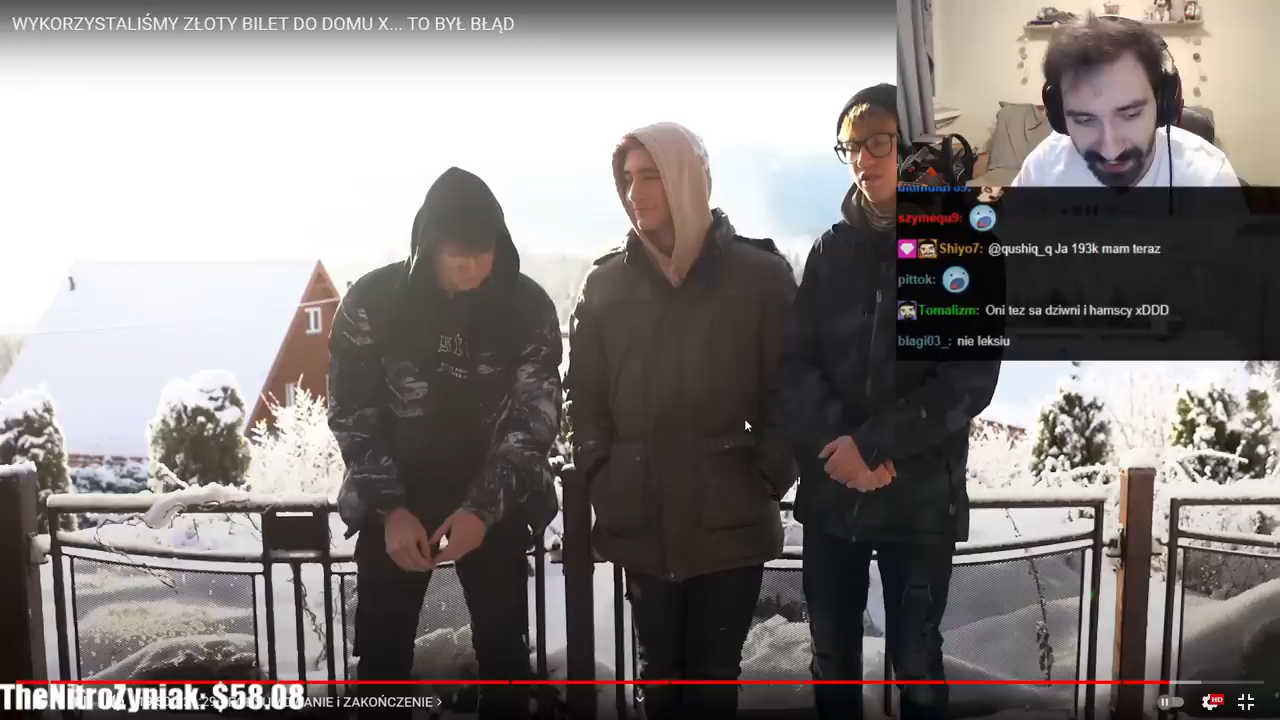 WYKORZYSTALIŚMY ZŁOTY BILET DO DOMU X... TO BYŁ BŁĄD
szymequ9:
Shiyo7: @qushiq_q Ja 193k mam teraz
pittok:
Tomalizm: Oni tez sa dziwni i hamscy xDDD
blagi03_: nie leksiu
TheNitroZyniak: $58.08
i ZAKOŃCZENIE >
HD